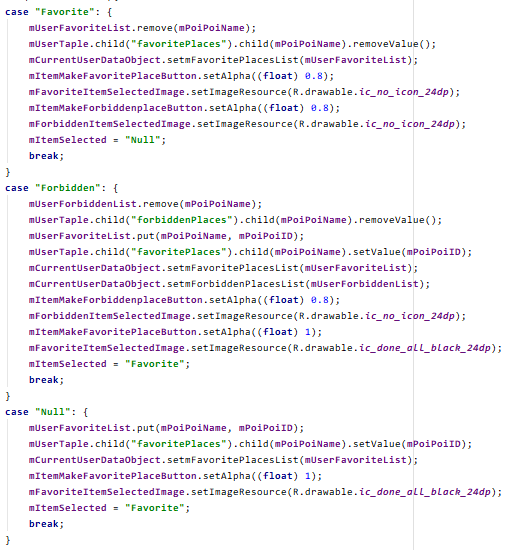 case "Favorite": {
mUserFavoriteList.remove(mPoiPoiName);
mUserTaple.child("favoritePlaces").child(mPoiPoiName).removeValue();
mCurrentUserDataObject.setmFavoritePlacesList(mUserFavoriteList);
mItemMakeFavoritePlaceButton.setAlpha((float) 0.8);
mFavoriteItemSelectedImage.setImageResource(R.drawable.ic_no_icon_24dp);
mItemMakeForbiddenplaceButton.setAlpha((float) 0.8);
mForbiddenItemSelectedImage.setImageResource(R.drawable.ic_no_icon_24dp);
mItemSelected = "Null";
break;
}
case "Forbidden": {
mUserForbiddenList.remove(mPoiPoiName);
mUserTaple.child("forbiddenPlaces").child(mPoiPoiName).removeValue();
mUserFavoriteList.put(mPoiPoiName, mPoiPoiID);
mUserTaple.child("favoritePlaces").child(mPoiPoiName).setValue(mPoiPoiID);
mCurrentUserDataObject.setmFavoritePlacesList(mUserFavoriteList);
mCurrentUserDataObject.setmForbiddenPlacesList(mUserForbiddenList);
mItemMakeForbiddenplaceButton.setAlpha((float) 0.8);
mForbiddenItemSelectedImage.setImageResource(R.drawable.ic_no_icon_24dp);
mItemMakeFavoritePlaceButton.setAlpha((float) 1);
mFavoriteItemSelectedImage.setImageResource(R.drawable.ic_done_all_black_24dp);
mItemSelected = "Favorite";
break;
}
case "Null": {
mUserFavoriteList.put(mPoiPoiName, mPoiPoiID);
mUserTaple.child("favoritePlaces").child(mPoiPoiName).setValue(mPoiPoiID);
mCurrentUserDataObject.setmFavoritePlacesList(mUserFavoriteList);
mItemMakeFavoritePlaceButton.setAlpha((float) 1);
mFavoriteItemSelectedImage.setImageResource(R.drawable.ic_done_all_black_24dp);
mItemSelected = "Favorite";
break;
}